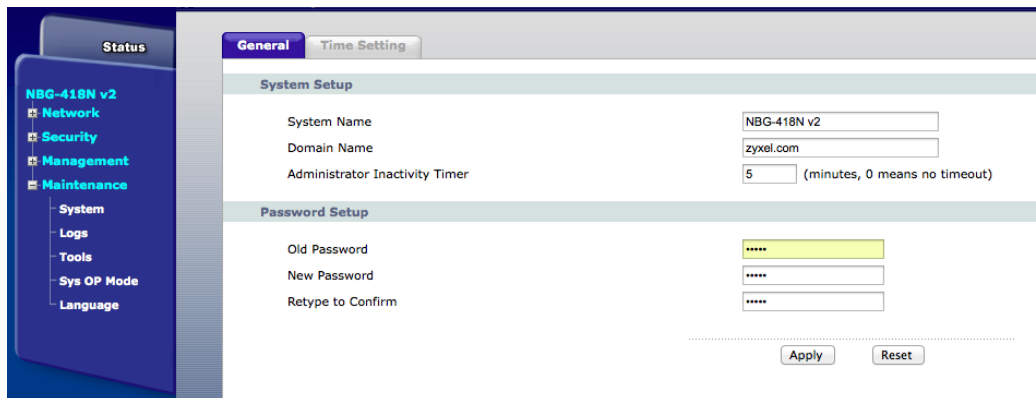 Status
NBG-418N v2
Network
Security
Management
Maintenance
System
Logs
Tools
Sys OP Mode
Language
General Time Setting
System Setup
System Name NBG-418N v2
Domain Name zyxel.com
Administrator Inactivity Timer 5 (minutes, 0 means no timeout)
Password Setup
Old Password •••••
New Password •••••
Retype to Confirm •••••
Apply Reset